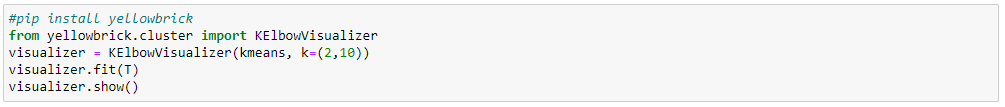 #pip install yellowbrick
from yellowbrick.cluster import KElbowVisualizer
visualizer = KElbowVisualizer(kmeans, k=(2,10))
visualizer.fit(T)
visualizer.show()